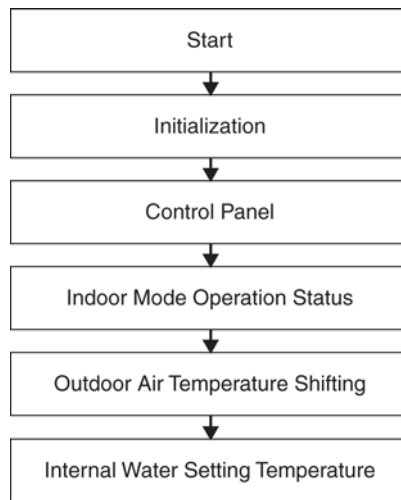 Start
Initialization
Control Panel
Indoor Mode Operation Status
Outdoor Air Temperature Shifting
Internal Water Setting Temperature